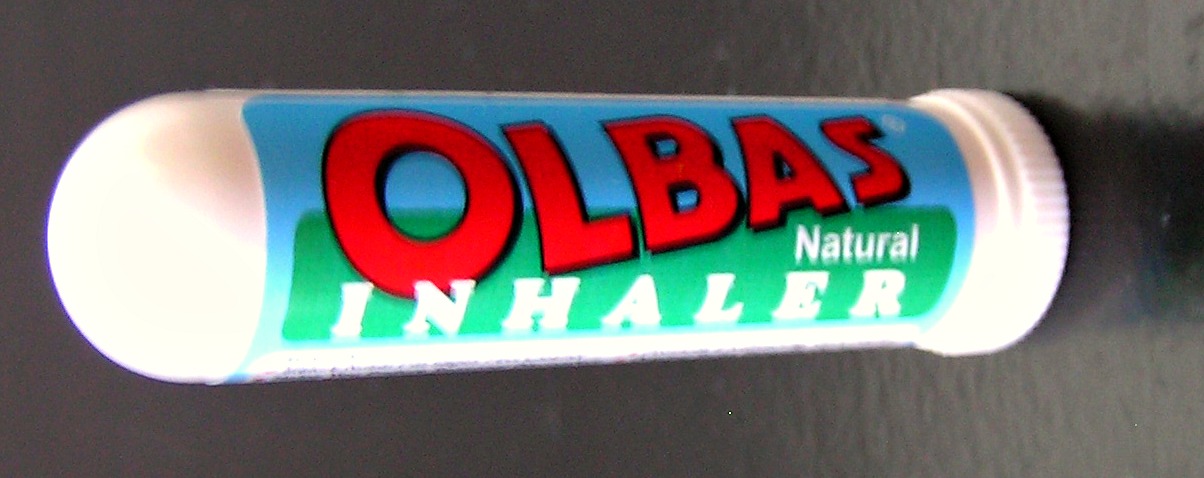 OLBAS
Natural
INHALER